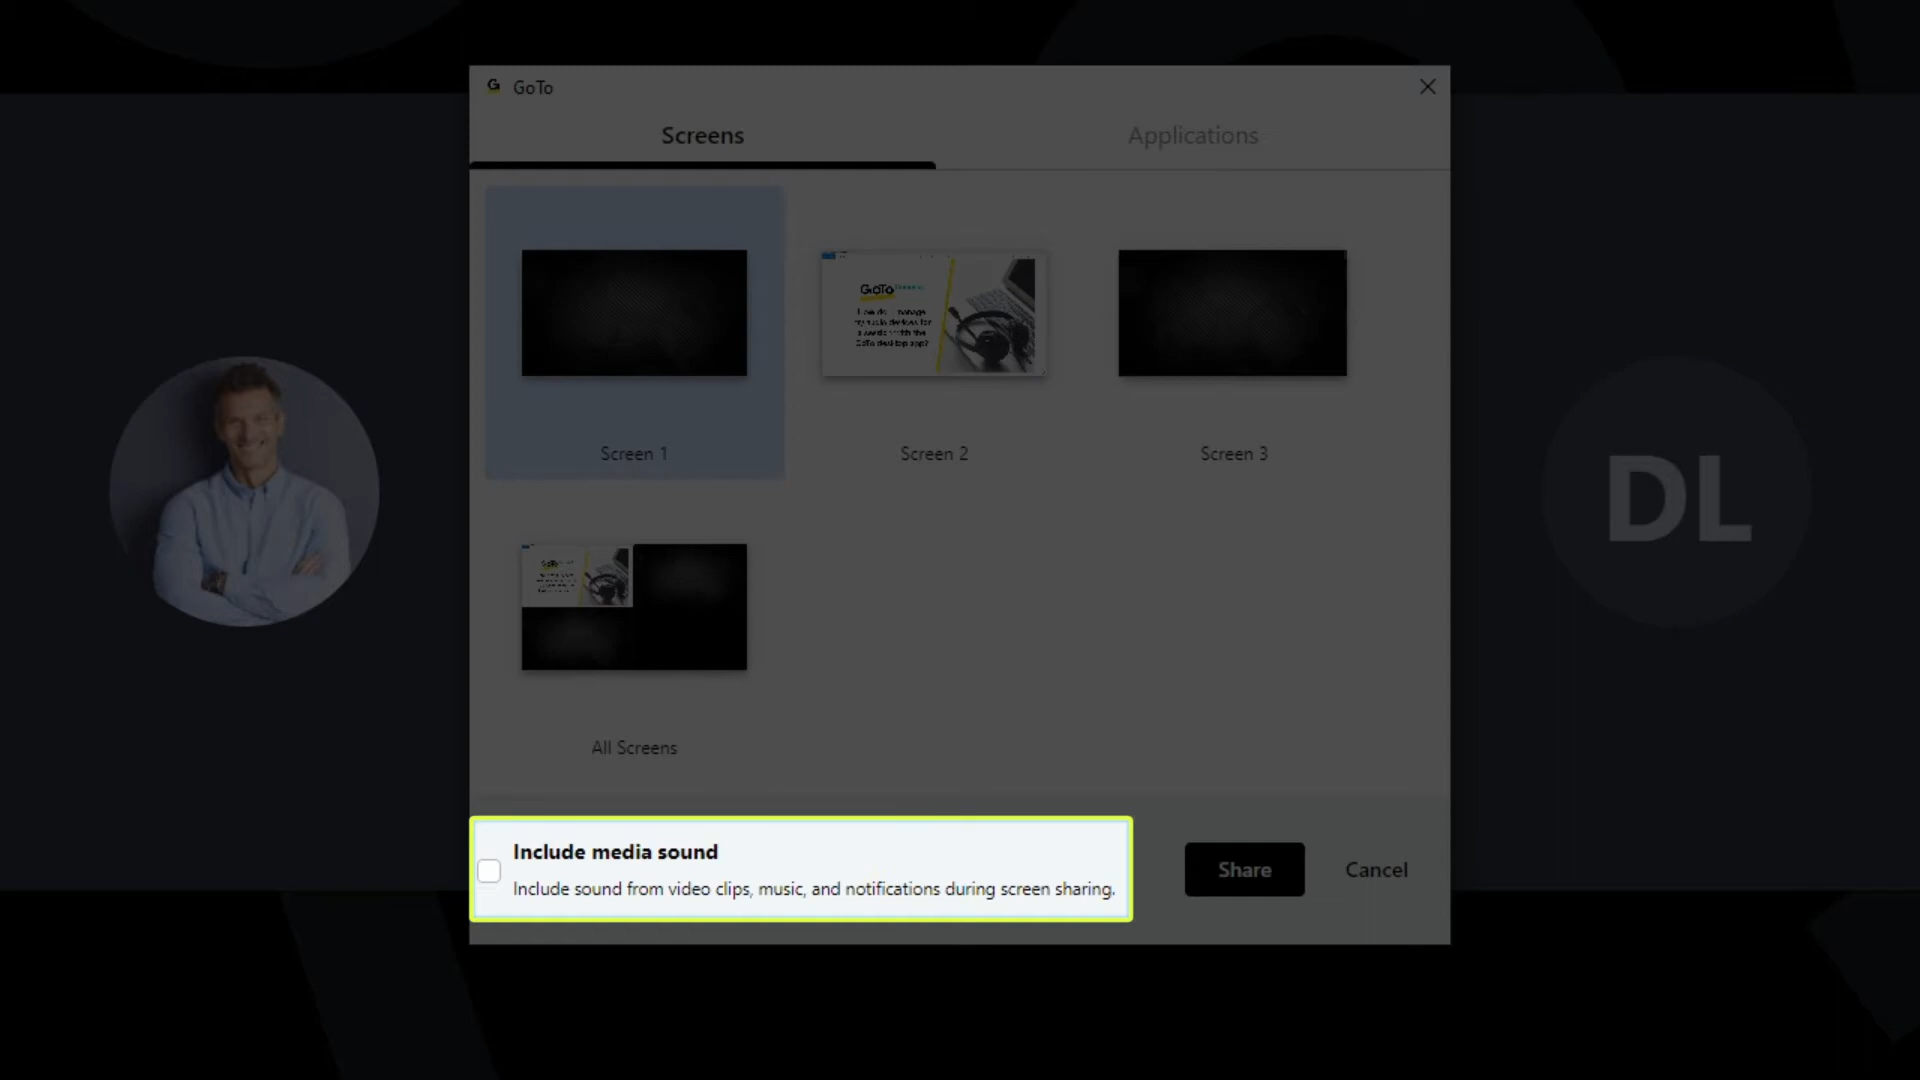 GoTo
Screens
Applications
GoTo
Screen 1
Screen 2
Screen 3
All Screens
Include media sound
Include sound from video clips, music, and notifications during screen sharing.
Share
Cancel
DL